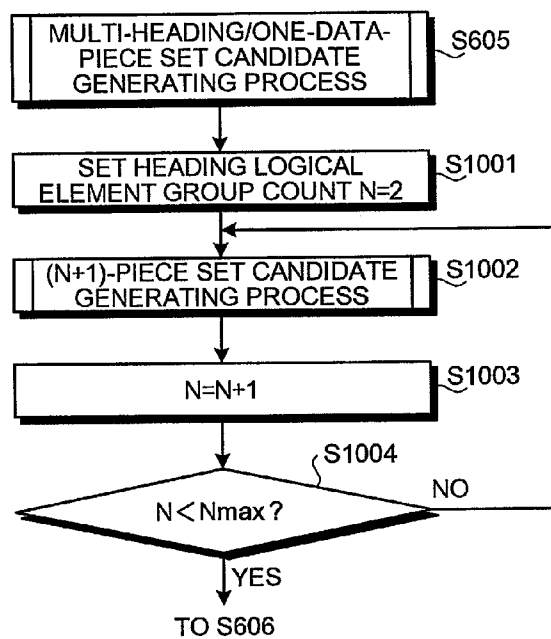 MULTI-HEADING/ONE-DATA-
PIECE SET CANDIDATE
GENERATING PROCESS
S605
SET HEADING LOGICAL
ELEMENT GROUP COUNT N=2
S1001
(N+1)-PIECE SET CANDIDATE
GENERATING PROCESS
S1002
N=N+1
S1003
S1004
N<Nmax?
NO
YES
TO S606